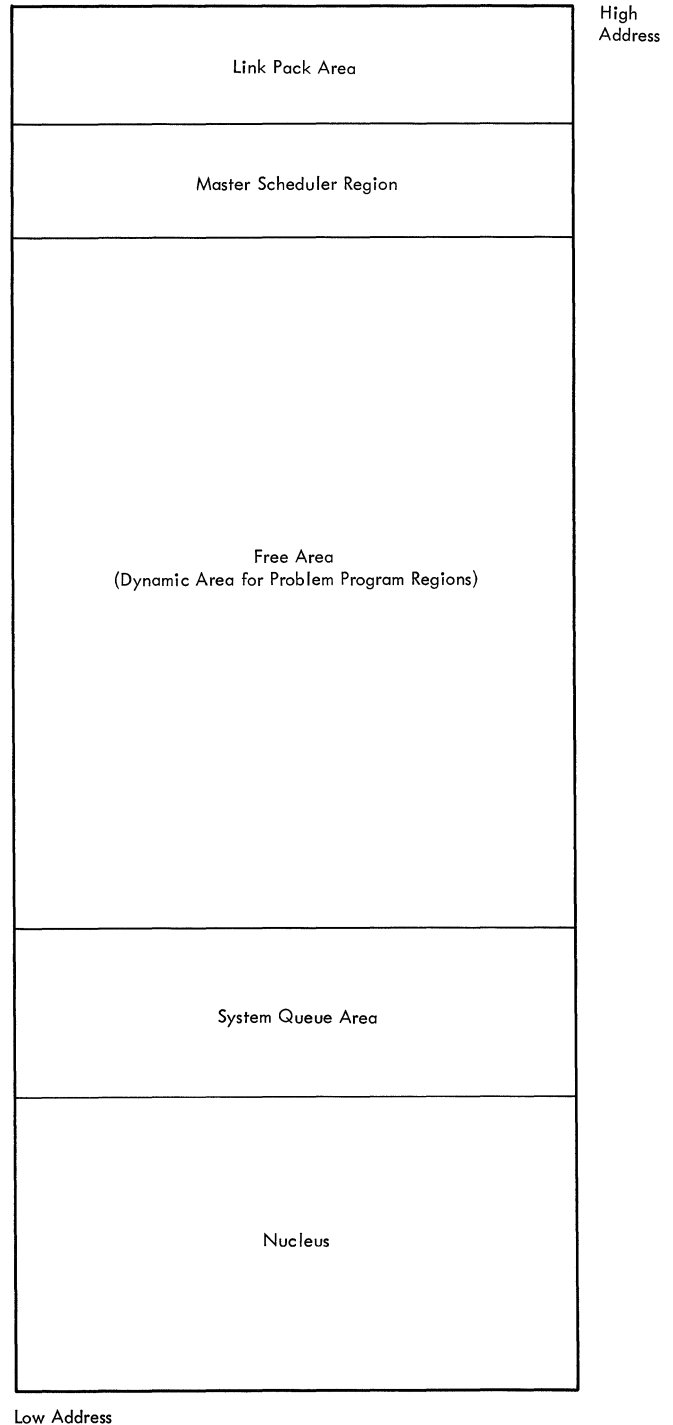 High
Address
Link Pack Area
Master Scheduler Region
Free Area
(Dynamic Area for Problem Program Regions)
System Queue Area
Nucleus
Low Address